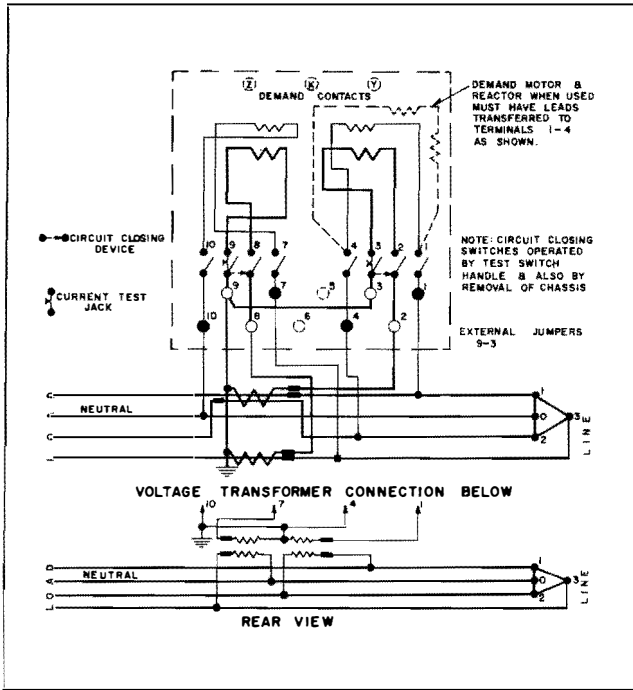 Z X Y
DEMAND CONTACTS
DEMAND MOTOR &
REACTOR WHEN USED
MUST HAVE LEADS
TRANSFERRED TO
TERMINALS 1-4
AS SHOWN.
CIRCUIT CLOSING
DEVICE
10 9 8 7 4 3 2 1
NOTE: CIRCUIT CLOSING
SWITCHES OPERATED
BY TEST SWITCH
HANDLE & ALSO BY
REMOVAL OF CHASSIS
CURRENT TEST
JACK
9 7 5 3 1
10 8 6 4 2
EXTERNAL JUMPERS
9-3
NEUTRAL
1
0 3
2
LINE
VOLTAGE TRANSFORMER CONNECTION BELOW
10 7 4 1
LOAD
NEUTRAL
1
0 3
2
LINE
REAR VIEW